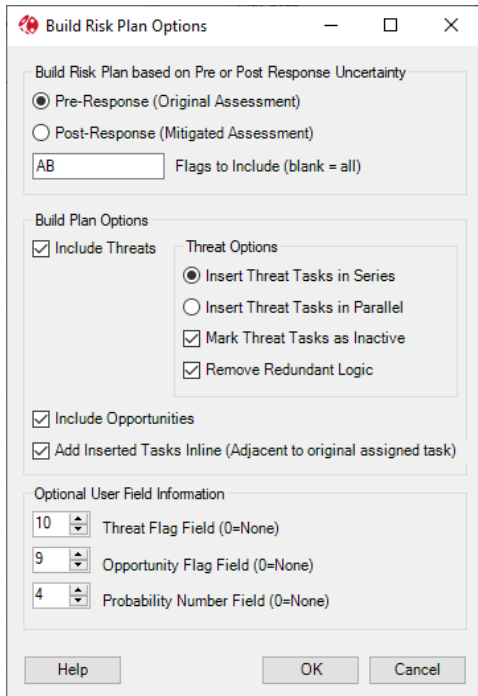 Build Risk Plan Options
Build Risk Plan based on Pre or Post Response Uncertainty
Pre-Response (Original Assessment)
Post-Response (Mitigated Assessment)
AB Flags to Include (blank = all)
Build Plan Options
Include Threats
Threat Options
Insert Threat Tasks in Series
Insert Threat Tasks in Parallel
Mark Threat Tasks as Inactive
Remove Redundant Logic
Include Opportunities
Add Inserted Tasks Inline (Adjacent to original assigned task)
Optional User Field Information
10 Threat Flag Field (0=None)
9 Opportunity Flag Field (0=None)
4 Probability Number Field (0=None)
Help OK Cancel